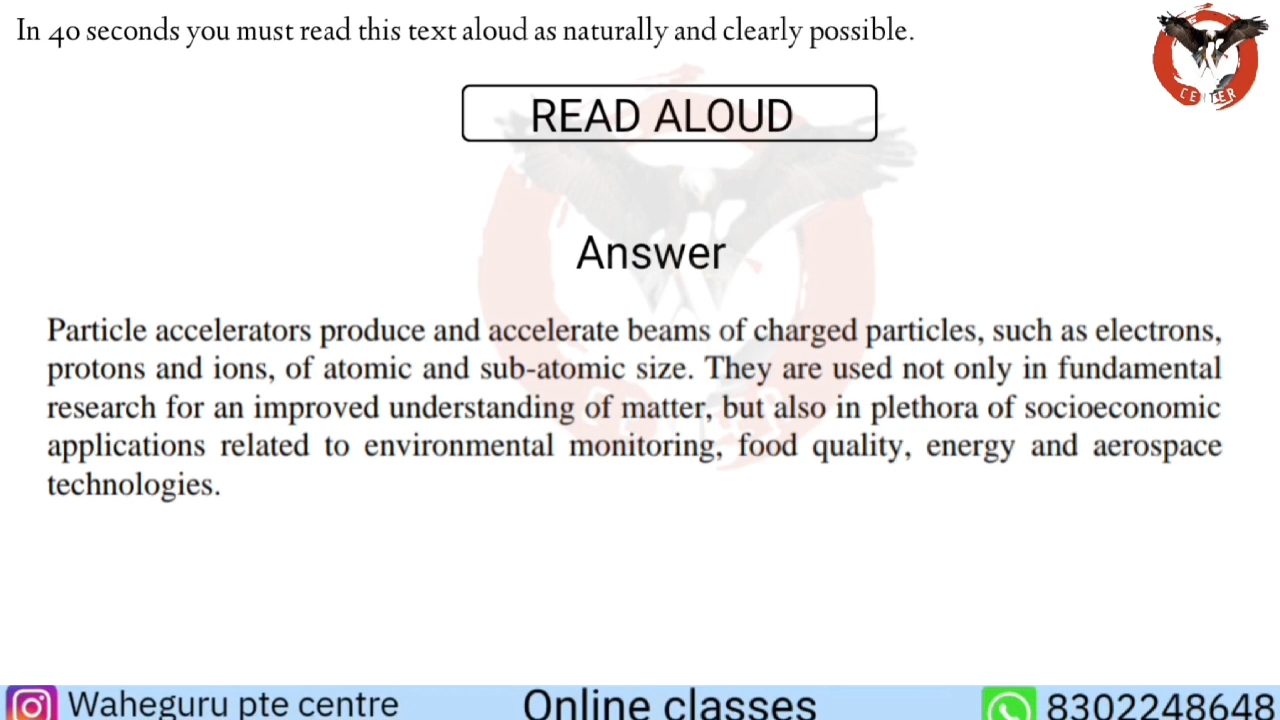 In 40 seconds you must read this text aloud as naturally and clearly possible.
CENTER
READ ALOUD
Answer
Particle accelerators produce and accelerate beams of charged particles, such as electrons,
protons and ions, of atomic and sub-atomic size. They are used not only in fundamental
research for an improved understanding of matter, but also in plethora of socioeconomic
applications related to environmental monitoring, food quality, energy and aerospace
technologies.
Waheguru pte centre
Online classes
8302248648